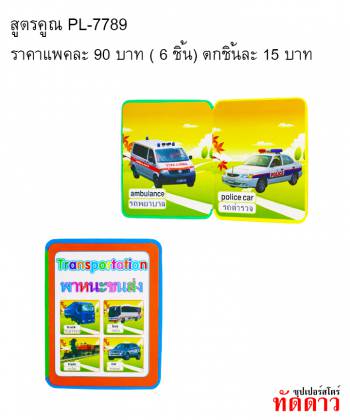 สูตรคูณ PL-7789
ราคาแพคละ 90 บาท ( 6 ชิ้น) ตกชิ้นละ 15 บาท
ambulance
รถพยาบาล
police car
รถตำรวจ
Transportation
พาหนะขนส่ง
ซุปเปอร์สโตร์
ทัดดาว